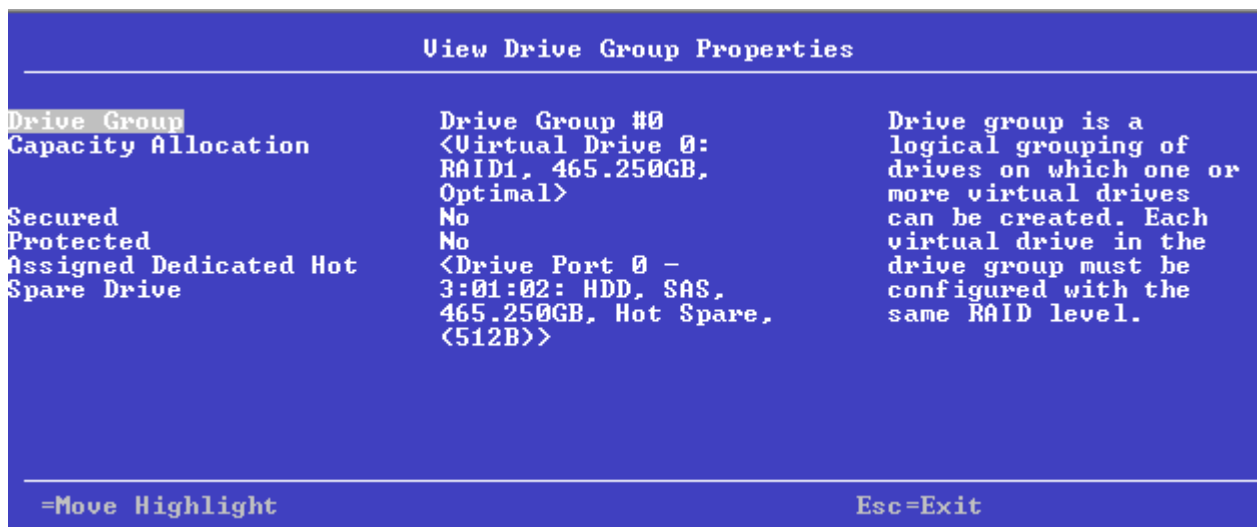 View Drive Group Properties
Drive Group
Drive Group #0
Capacity Allocation
<Virtual Drive 0:
RAID1, 465.250GB,
Optimal>
Secured
No
Protected
No
Assigned Dedicated Hot
Spare Drive
<Drive Port 0 -
3:01:02: HDD, SAS,
465.250GB, Hot Spare,
(512B)>
Drive group is a
logical grouping of
drives on which one or
more virtual drives
can be created. Each
virtual drive in the
drive group must be
configured with the
same RAID level.
=Move Highlight
Esc=Exit